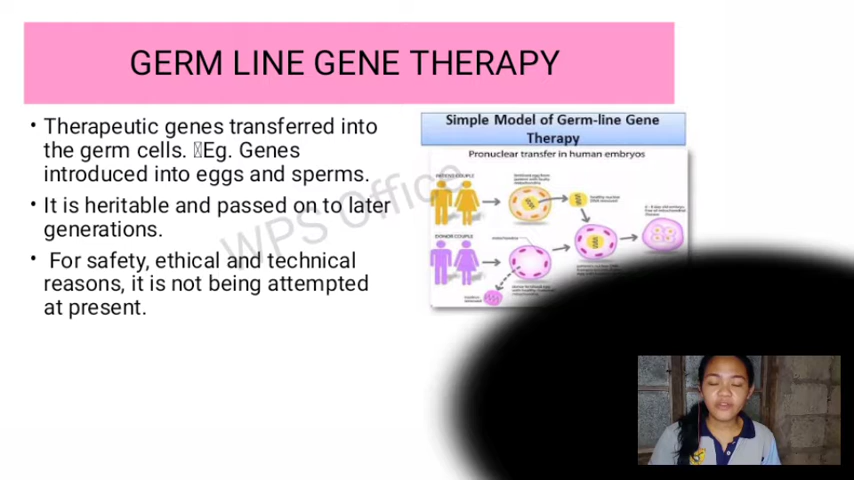 GERM LINE GENE THERAPY
• Therapeutic genes transferred into
the germ cells. Eg. Genes
introduced into eggs and sperms.
• It is heritable and passed on to later
generations.
• For safety, ethical and technical
reasons, it is not being attempted
at present.
WPS Office
Simple Model of Germ-line Gene
Therapy
Pronuclear transfer in human embryos
COUPLE
DONOR COUPLE